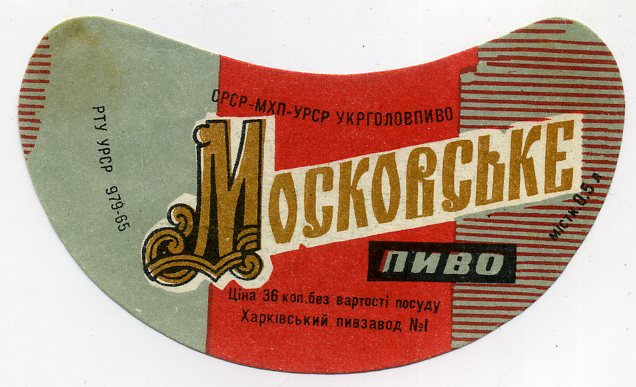 СРСР-МХП-УРСР УКРГОЛОВПИВО
МОСКОВСЬКЕ
ПИВО
Ціна 36 коп. без вартості посуду
Харківський пивзавод №1
РТУ УРСР 979-65
МІСТК. 0,5 л